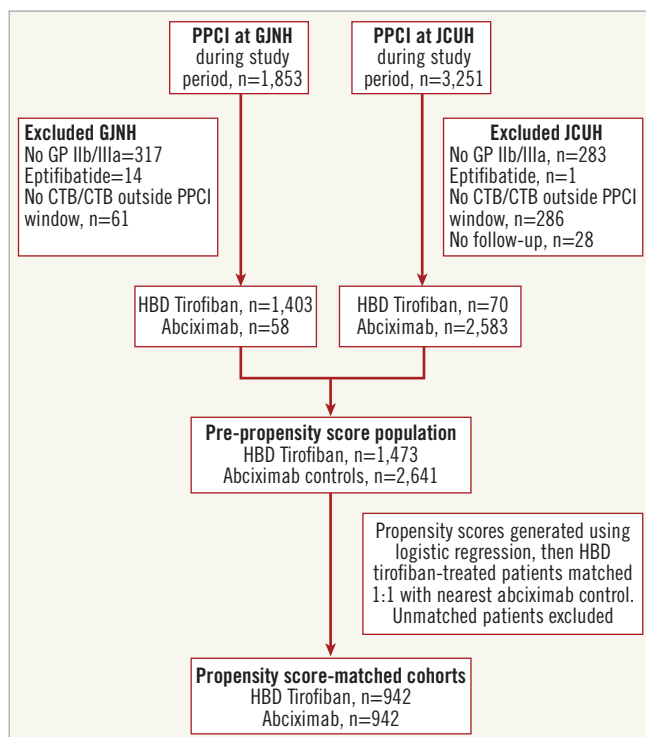 PPCI at GJNH
during study
period, n=1,853
PPCI at JCUH
during study
period, n=3,251
Excluded GJNH
No GP IIb/IIIa=317
Eptifibatide=14
No CTB/CTB outside PPCI
window, n=61
Excluded JCUH
No GP IIb/IIIa, n=283
Eptifibatide, n=1
No CTB/CTB outside PPCI
window, n=286
No follow-up, n=28
HBD Tirofiban, n=1,403
Abciximab, n=58
HBD Tirofiban, n=70
Abciximab, n=2,583
Pre-propensity score population
HBD Tirofiban, n=1,473
Abciximab controls, n=2,641
Propensity scores generated using
logistic regression, then HBD
tirofiban-treated patients matched
1:1 with nearest abciximab control.
Unmatched patients excluded
Propensity score-matched cohorts
HBD Tirofiban, n=942
Abciximab, n=942